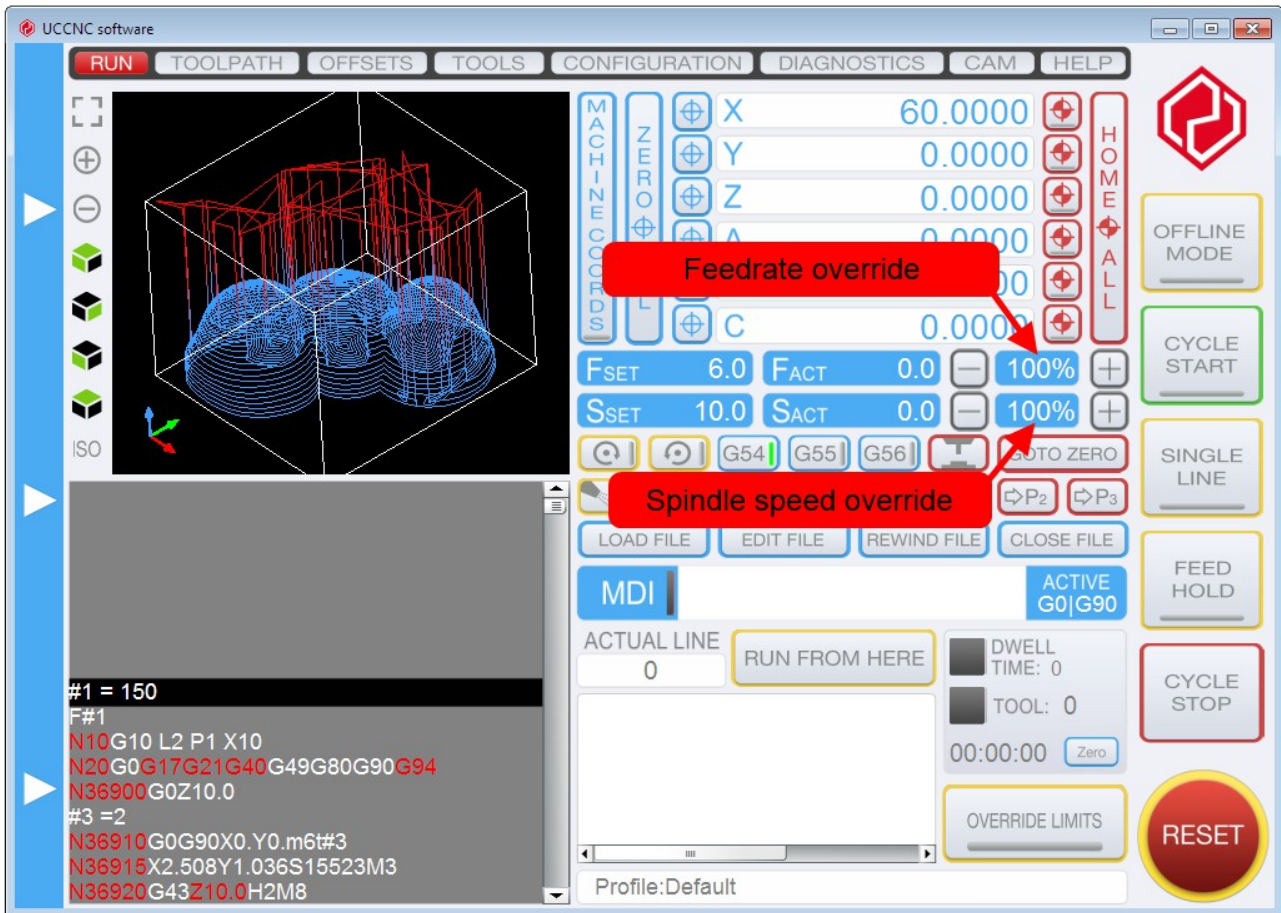 UCCNC software
RUN TOOLPATH OFFSETS TOOLS CONFIGURATION DIAGNOSTICS CAM HELP
MACHINE COORDS
ZERO
X 60.0000
Y 0.0000
Z 0.0000
A 0.0000
00
C 0.0000
HOME ALL
Feedrate override
FSET 6.0 FACT 0.0 100%
SSET 10.0 SACT 0.0 100%
G54 G55 G56 GOTO ZERO
Spindle speed override
P2 P3
LOAD FILE EDIT FILE REWIND FILE CLOSE FILE
MDI
ACTIVE
G0|G90
ACTUAL LINE
0
RUN FROM HERE
DWELL
TIME: 0
TOOL: 0
00:00:00 Zero
OVERRIDE LIMITS
Profile:Default
ISO
#1 = 150
F#1
N10G10 L2 P1 X10
N20G0G17G21G40G49G80G90G94
N36900G0Z10.0
#3 =2
N36910G0G90X0.Y0.m6t#3
N36915X2.508Y1.036S15523M3
N36920G43Z10.0H2M8
OFFLINE
MODE
CYCLE
START
SINGLE
LINE
FEED
HOLD
CYCLE
STOP
RESET